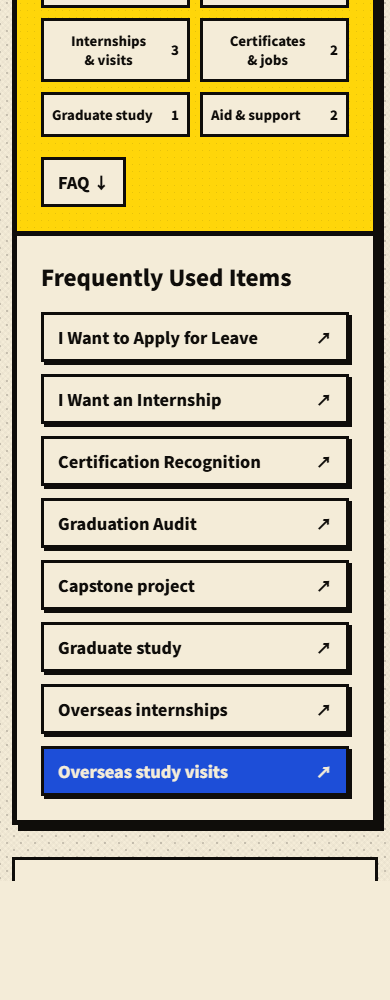 Internships
& visits
3
Certificates
& jobs
2
Graduate study 1
Aid & support 2
FAQ ↓
Frequently Used Items
I Want to Apply for Leave ↗
I Want an Internship ↗
Certification Recognition ↗
Graduation Audit ↗
Capstone project ↗
Graduate study ↗
Overseas internships ↗
Overseas study visits ↗